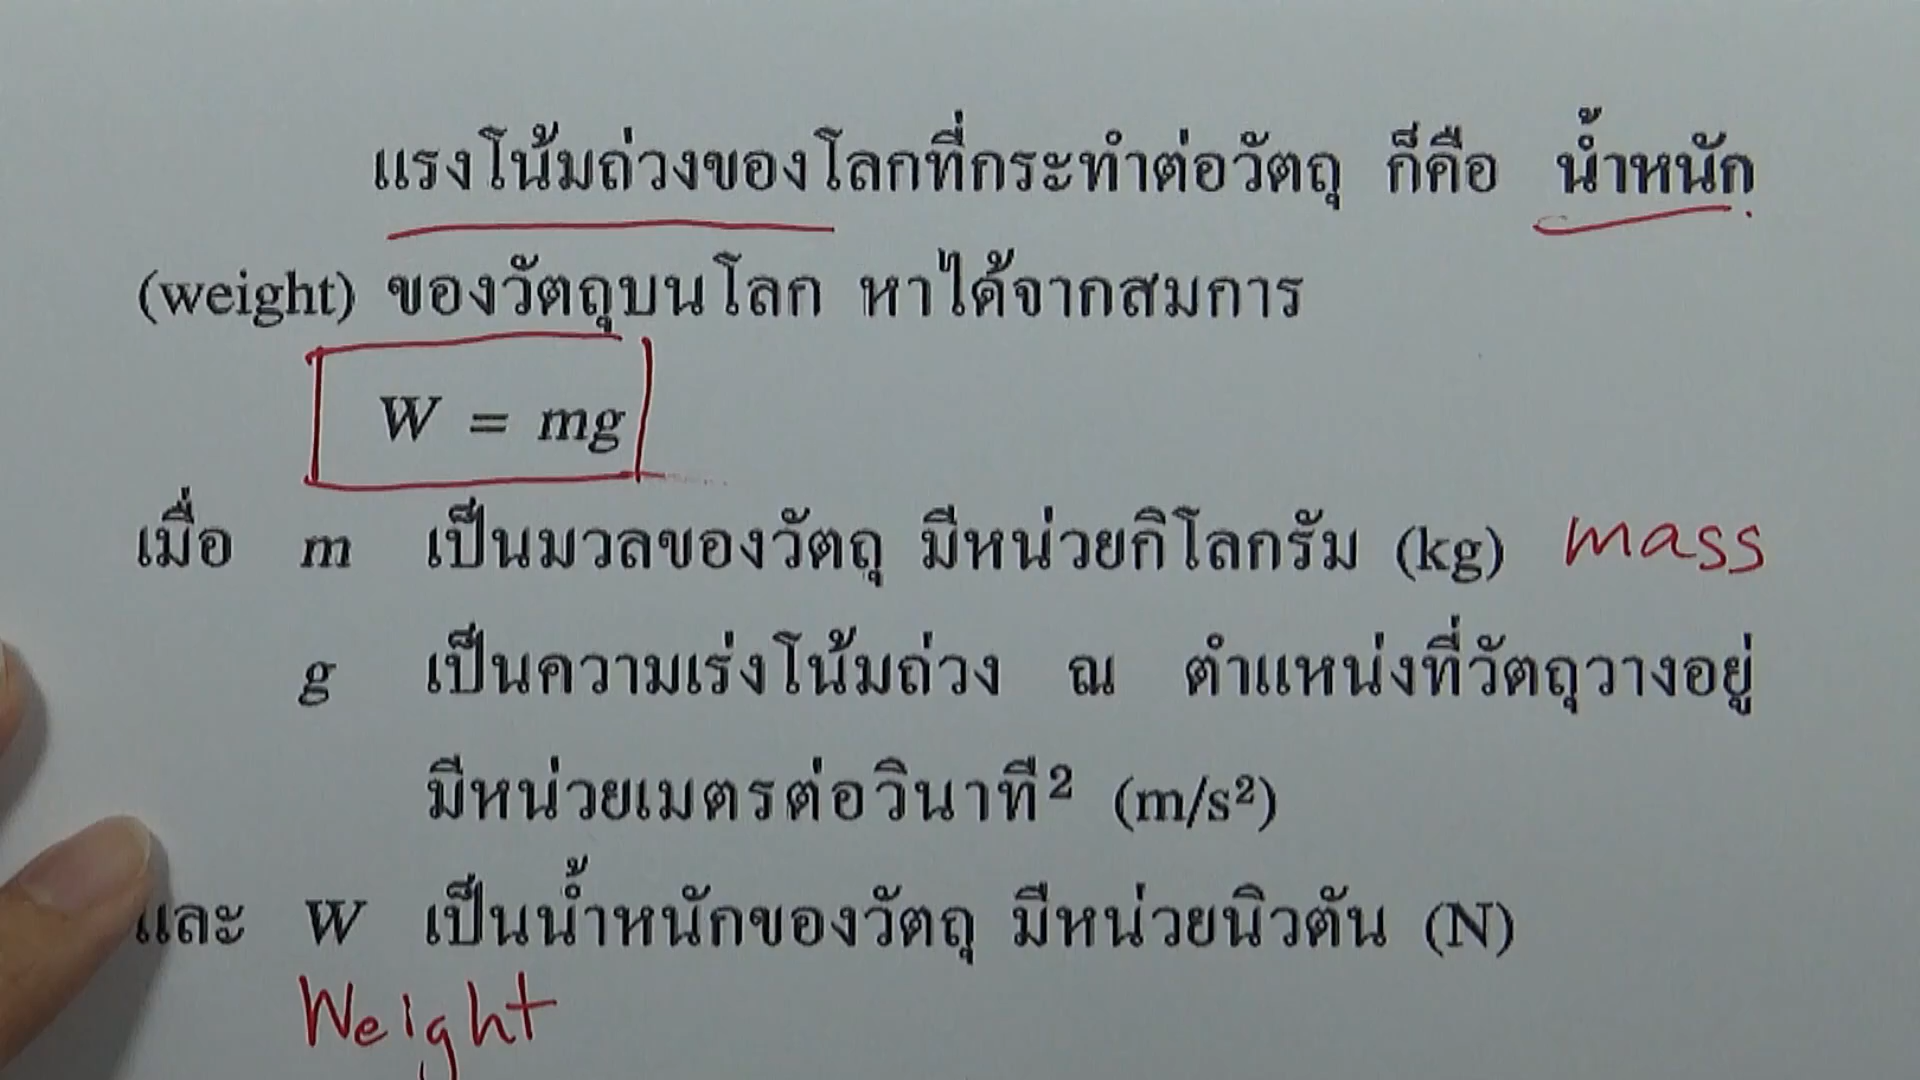 แรงโน้มถ่วงของโลกที่กระทำต่อวัตถุ ก็คือ น้ำหนัก
(weight) ของวัตถุบนโลก หาได้จากสมการ
W = mg
เมื่อ m เป็นมวลของวัตถุ มีหน่วยกิโลกรัม (kg) mass
g เป็นความเร่งโน้มถ่วง ณ ตำแหน่งที่วัตถุวางอยู่
มีหน่วยเมตรต่อวินาที² (m/s²)
และ W เป็นน้ำหนักของวัตถุ มีหน่วยนิวตัน (N)
Weight